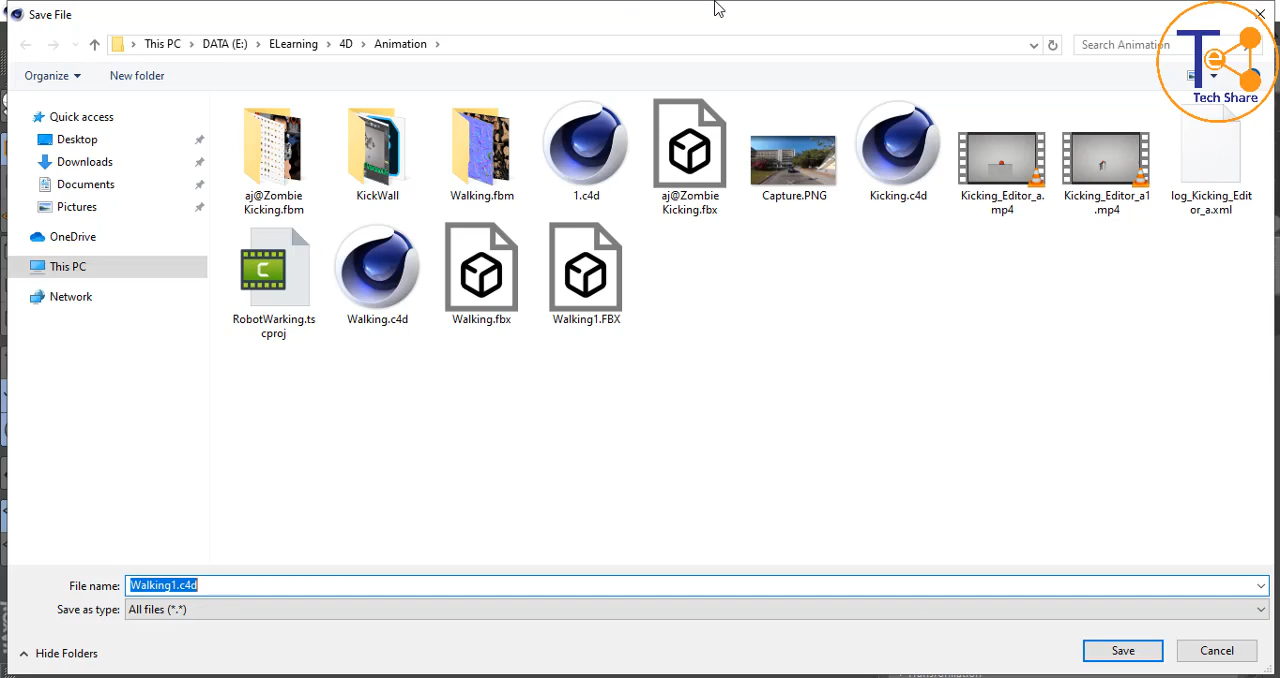 Save File
This PC
DATA (E:)
ELearning
4D
Animation
Search Animation
Organize
New folder
Tech Share
Quick access
Desktop
Downloads
Documents
Pictures
OneDrive
This PC
Network
aj@Zombie
Kicking.fbm
KickWall
Walking.fbm
1.c4d
aj@Zombie
Kicking.fbx
Capture.PNG
Kicking.c4d
Kicking_Editor_a.
mp4
Kicking_Editor_a1
.mp4
log_Kicking_Edit
or_a.xml
RobotWarking.ts
cproj
Walking.c4d
Walking.fbx
Walking1.FBX
File name:
Walking1.c4d
Save as type:
All files (*.*)
Hide Folders
Save
Cancel